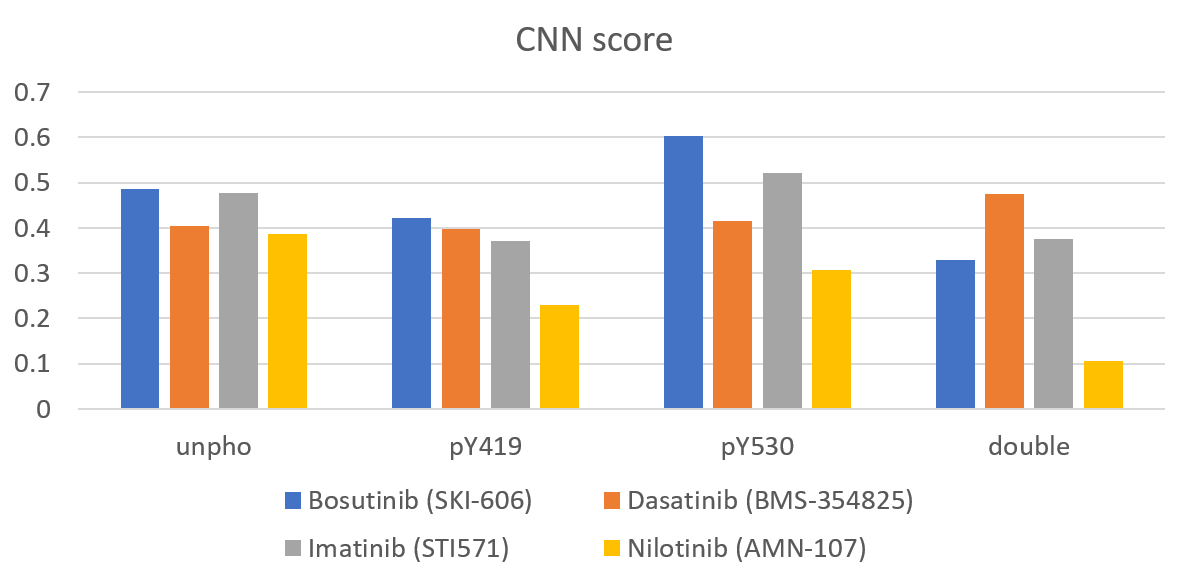 CNN score
0.7
0.6
0.5
0.4
0.3
0.2
0.1
0
unpho pY419 pY530 double
Bosutinib (SKI-606) Dasatinib (BMS-354825)
Imatinib (STI571) Nilotinib (AMN-107)